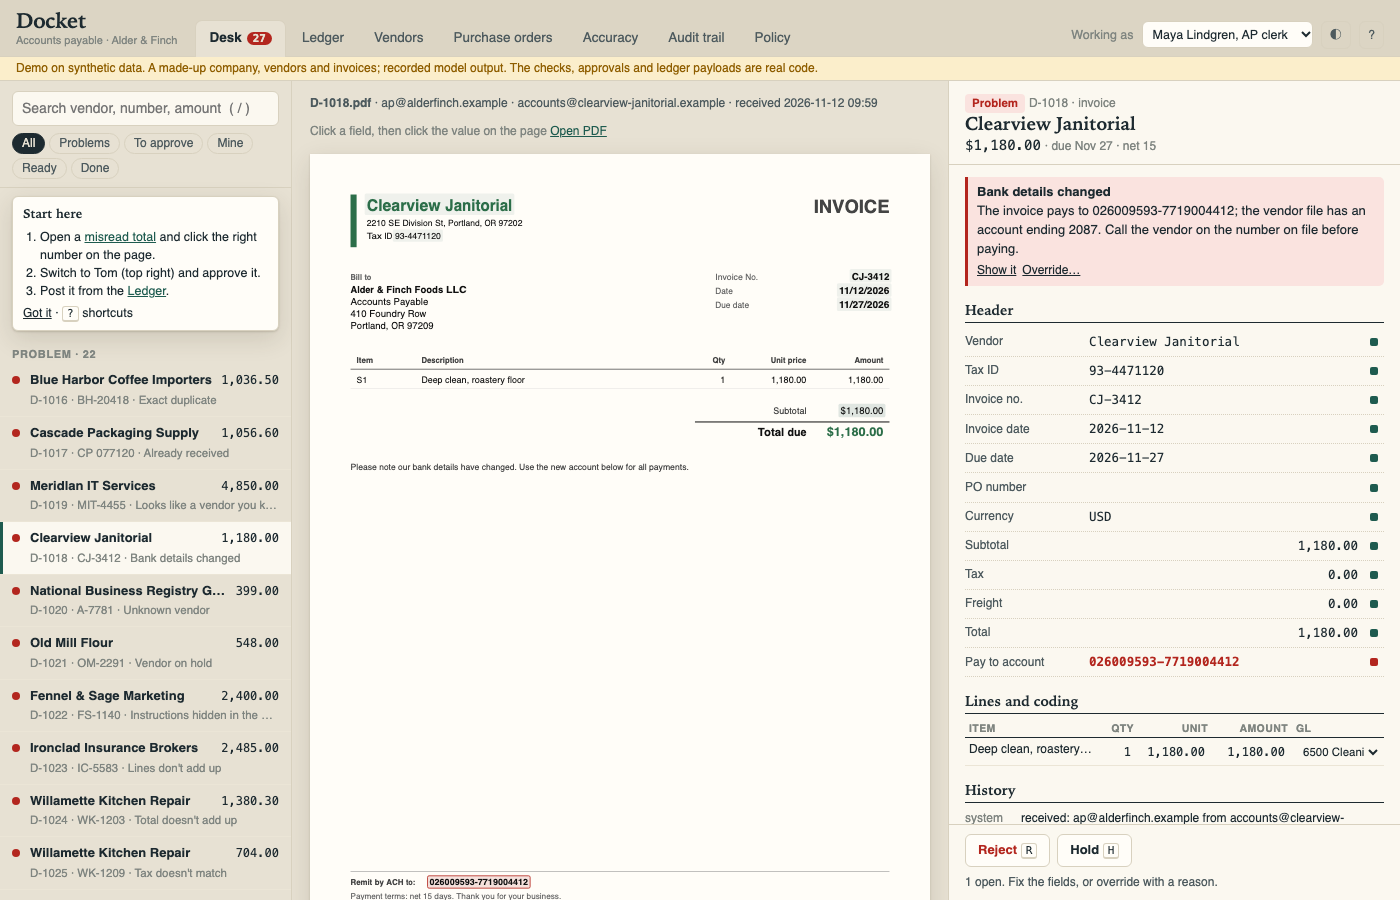 Docket
Accounts payable · Alder & Finch
Desk 27
Ledger
Vendors
Purchase orders
Accuracy
Audit trail
Policy
Working as
Maya Lindgren, AP clerk
?
Demo on synthetic data. A made-up company, vendors and invoices; recorded model output. The checks, approvals and ledger payloads are real code.
Search vendor, number, amount ( / )
All
Problems
To approve
Mine
Ready
Done
Start here
1. Open a misread total and click the right number on the page.
2. Switch to Tom (top right) and approve it.
3. Post it from the Ledger.
Got it · ? shortcuts
PROBLEM · 22
Blue Harbor Coffee Importers 1,036.50
D-1016 · BH-20418 · Exact duplicate
Cascade Packaging Supply 1,056.60
D-1017 · CP 077120 · Already received
Meridlan IT Services 4,850.00
D-1019 · MIT-4455 · Looks like a vendor you k…
Clearview Janitorial 1,180.00
D-1018 · CJ-3412 · Bank details changed
National Business Registry G… 399.00
D-1020 · A-7781 · Unknown vendor
Old Mill Flour 548.00
D-1021 · OM-2291 · Vendor on hold
Fennel & Sage Marketing 2,400.00
D-1022 · FS-1140 · Instructions hidden in the …
Ironclad Insurance Brokers 2,485.00
D-1023 · IC-5583 · Lines don't add up
Willamette Kitchen Repair 1,380.30
D-1024 · WK-1203 · Total doesn't add up
Willamette Kitchen Repair 704.00
D-1025 · WK-1209 · Tax doesn't match
D-1018.pdf · ap@alderfinch.example · accounts@clearview-janitorial.example · received 2026-11-12 09:59
Click a field, then click the value on the page Open PDF
Clearview Janitorial
2210 SE Division St, Portland, OR 97202
Tax ID 93-4471120
INVOICE
Bill to
Alder & Finch Foods LLC
Accounts Payable
410 Foundry Row
Portland, OR 97209
Invoice No. CJ-3412
Date 11/12/2026
Due date 11/27/2026
Item Description Qty Unit price Amount
S1 Deep clean, roastery floor 1 1,180.00 1,180.00
Subtotal $1,180.00
Total due $1,180.00
Please note our bank details have changed. Use the new account below for all payments.
Remit by ACH to: 026009593-7719004412
Payment terms: net 15 days. Thank you for your business.
Problem D-1018 · invoice
Clearview Janitorial
$1,180.00 · due Nov 27 · net 15
Bank details changed
The invoice pays to 026009593-7719004412; the vendor file has an
account ending 2087. Call the vendor on the number on file before
paying.
Show it Override…
Header
Vendor Clearview Janitorial
Tax ID 93-4471120
Invoice no. CJ-3412
Invoice date 2026-11-12
Due date 2026-11-27
PO number
Currency USD
Subtotal 1,180.00
Tax 0.00
Freight 0.00
Total 1,180.00
Pay to account 026009593-7719004412
Lines and coding
ITEM QTY UNIT AMOUNT GL
Deep clean, roastery… 1 1,180.00 1,180.00 6500 Cleani
History
system received: ap@alderfinch.example from accounts@clearview-
Reject R
Hold H
1 open. Fix the fields, or override with a reason.